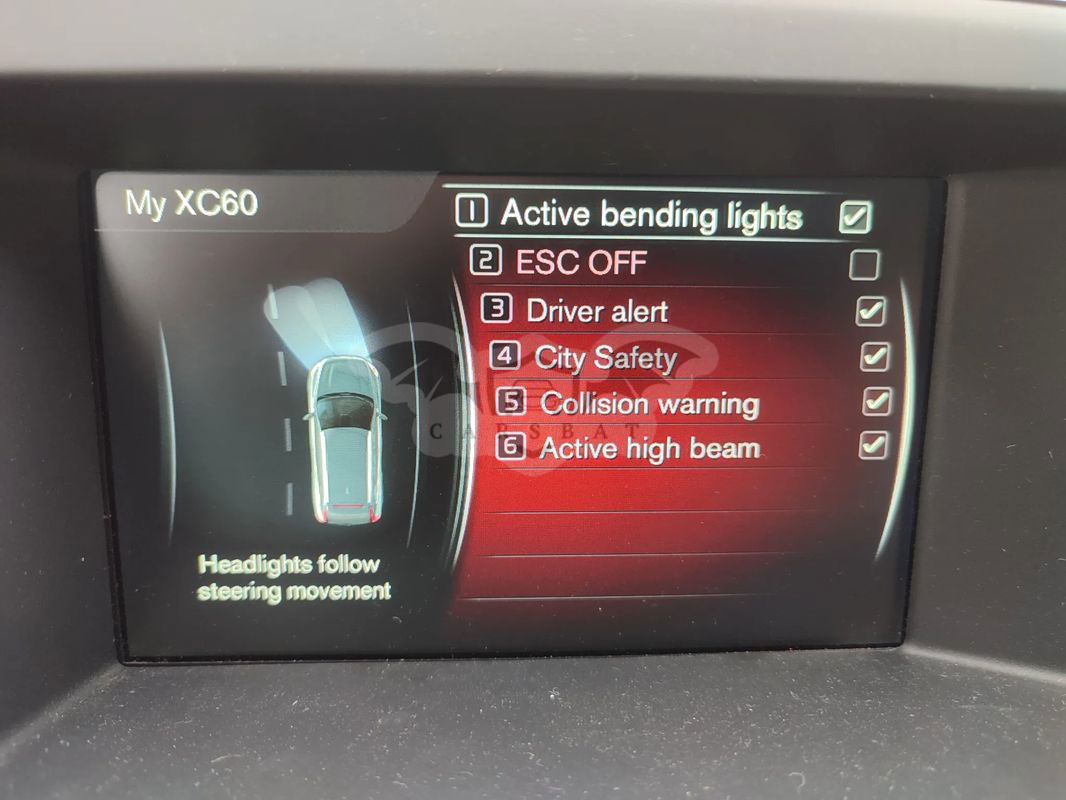 My XC60
1 Active bending lights
2 ESC OFF
3 Driver alert
4 City Safety
5 Collision warning
6 Active high beam
CARSBAT
Headlights follow
steering movement